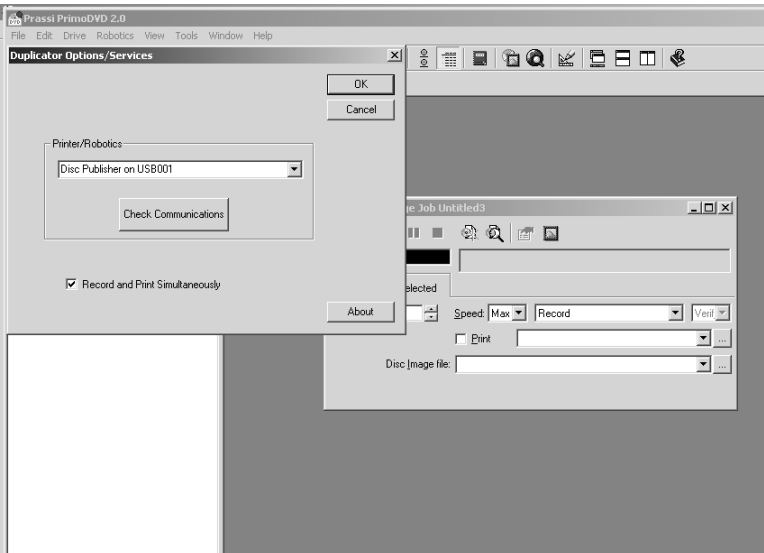 Prassi PrimoDVD 2.0
File Edit Drive Robotics View Tools Window Help
Duplicator Options/Services
OK
Cancel
Printer/Robotics
Disc Publisher on USB001
Check Communications
Record and Print Simultaneously
About
ge Job Untitled3
elected
Speed: Max Record Verif
Print ...
Disc Image file: ...